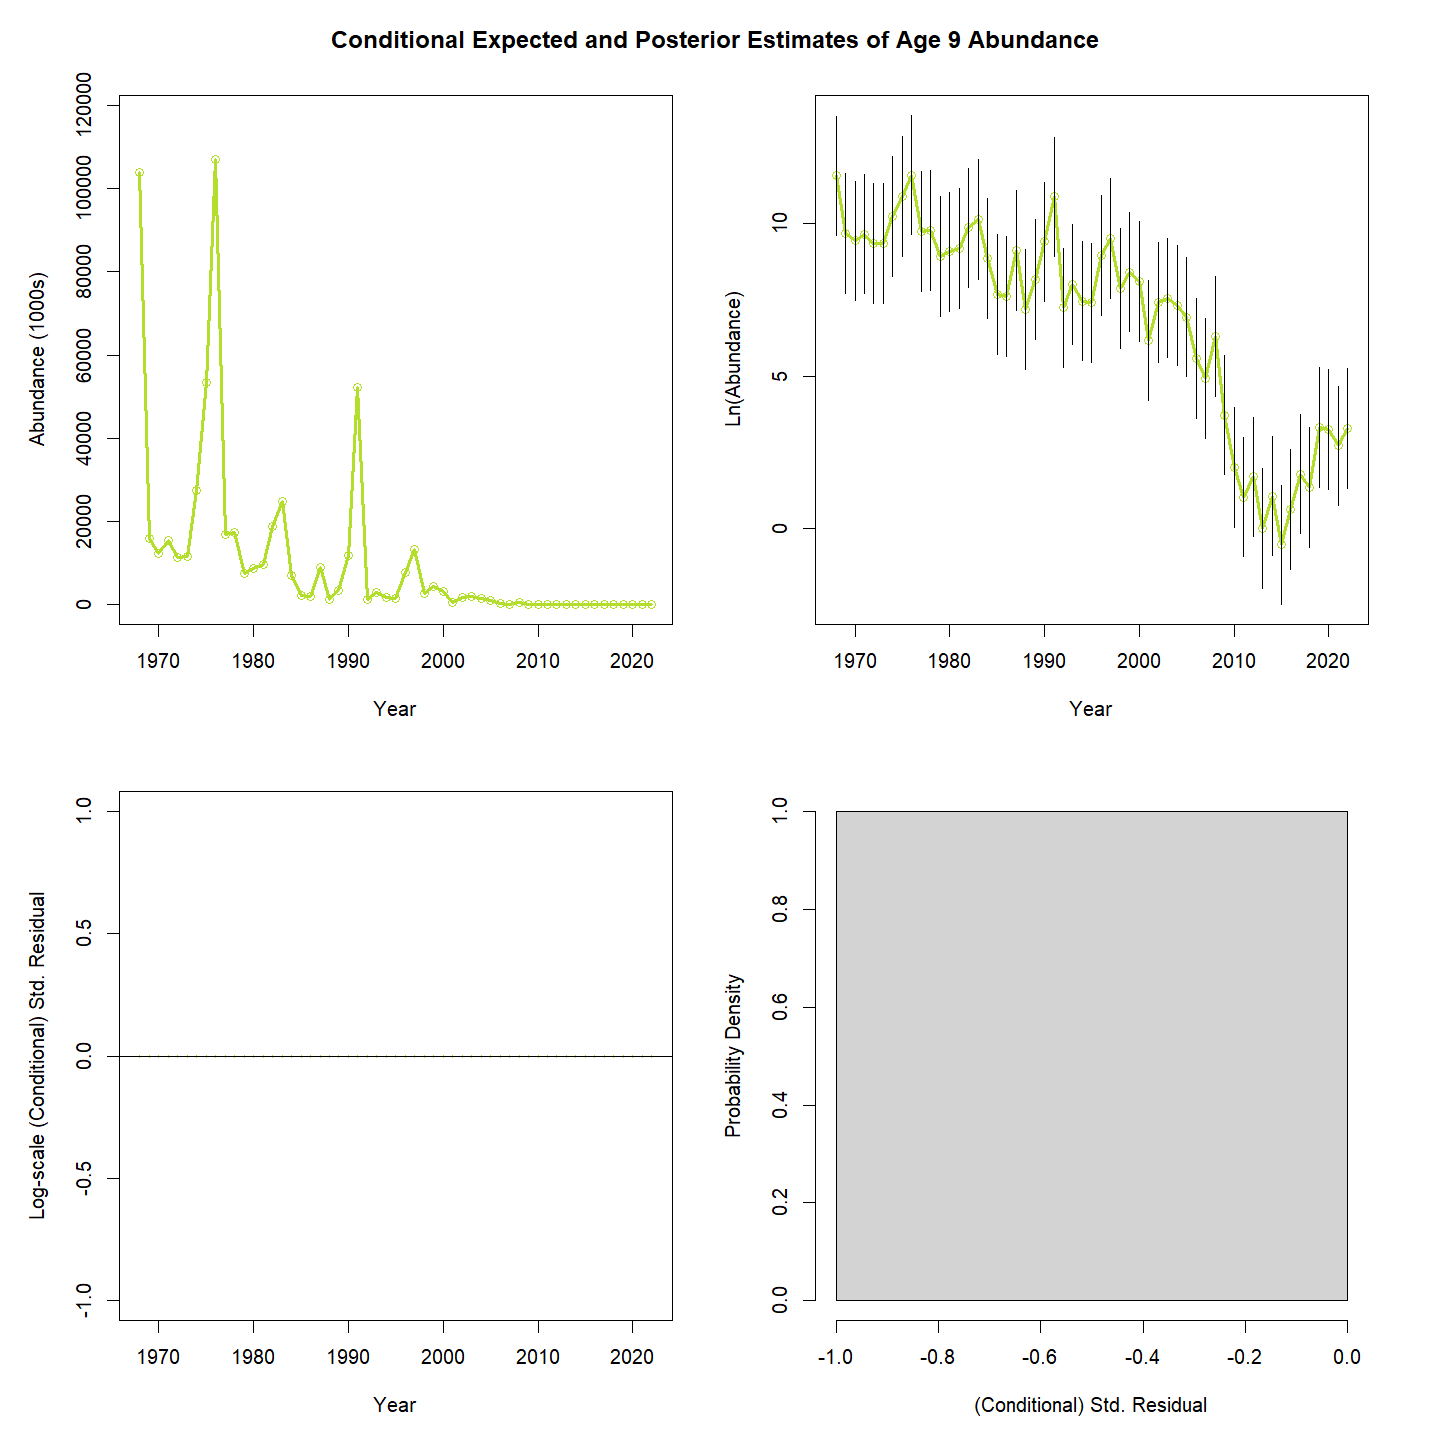 Conditional Expected and Posterior Estimates of Age 9 Abundance
Abundance (1000s)
120000
100000
80000
60000
40000
20000
0
1970 1980 1990 2000 2010 2020
Year
Ln(Abundance)
10
5
0
1970 1980 1990 2000 2010 2020
Year
Log-scale (Conditional) Std. Residual
1.0
0.5
0.0
-0.5
-1.0
1970 1980 1990 2000 2010 2020
Year
Probability Density
1.0
0.8
0.6
0.4
0.2
0.0
-1.0 -0.8 -0.6 -0.4 -0.2 0.0
(Conditional) Std. Residual